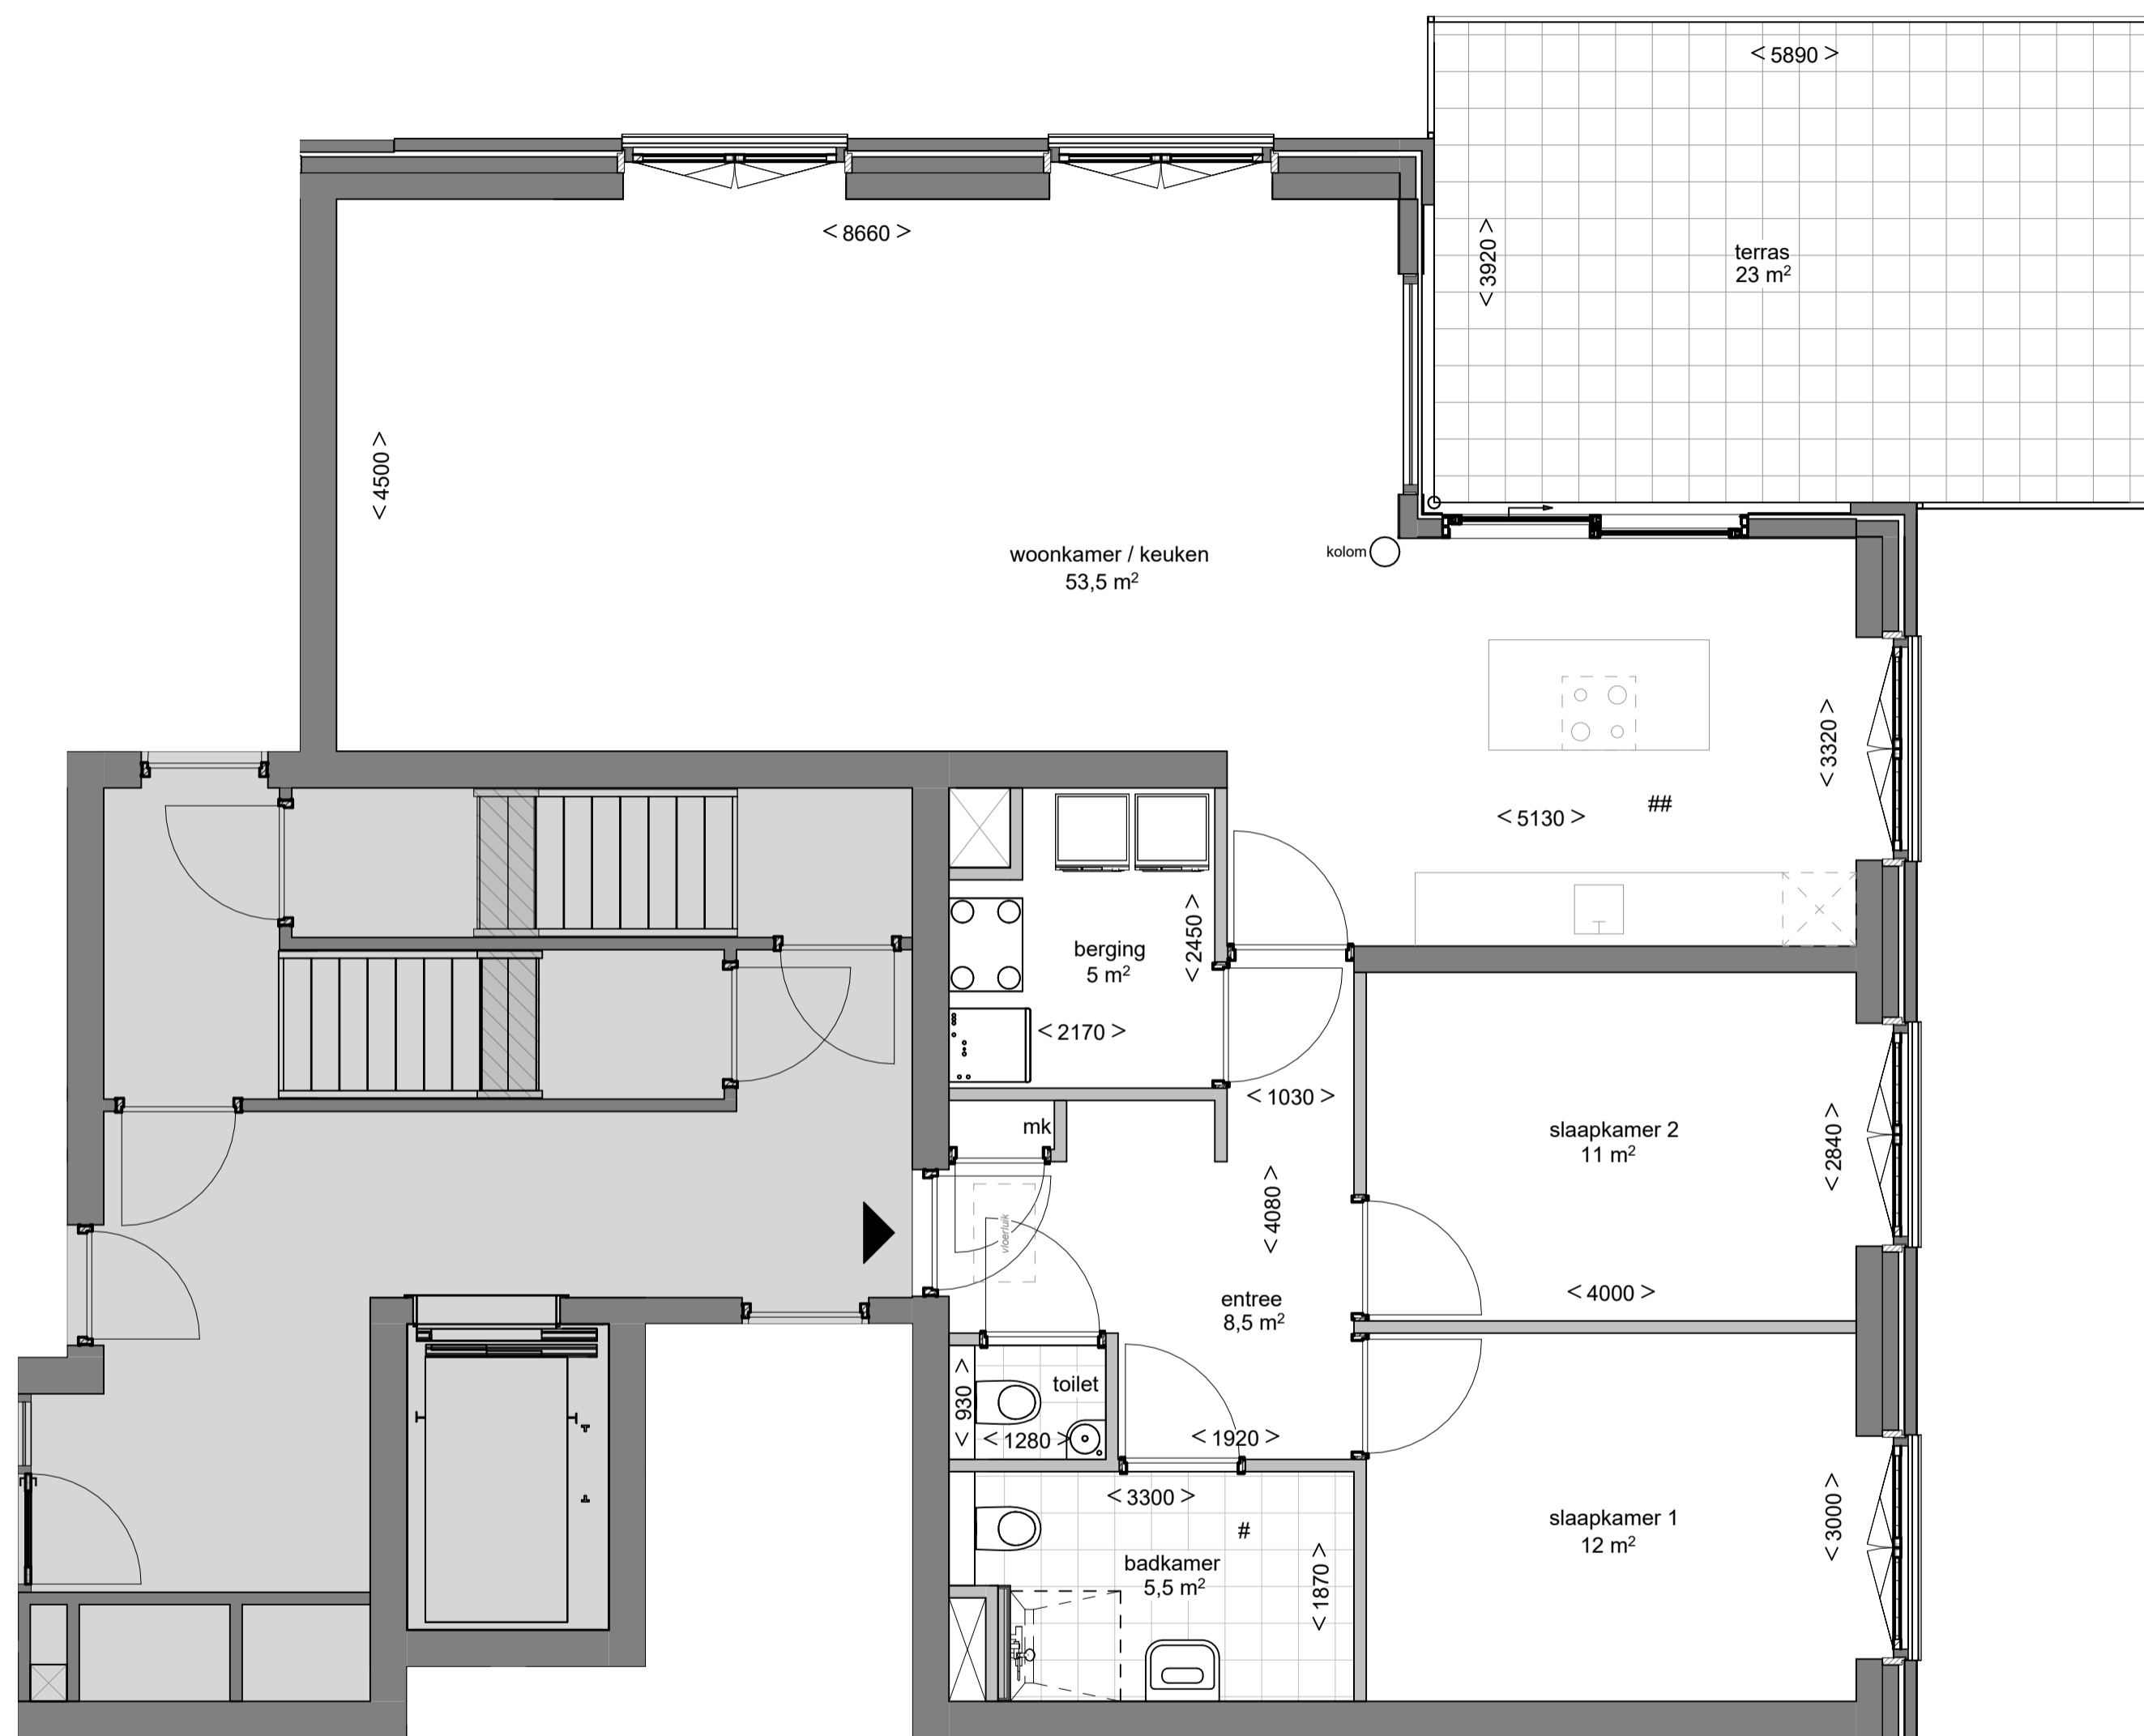 < 5890 >
< 8660 >
< 3920 >
terras
23 m²
< 4500 >
woonkamer / keuken
53,5 m²
kolom
< 3320 >
< 5130 >
##
berging
5 m²
< 2450 >
< 2170 >
< 1030 >
mk
slaapkamer 2
11 m²
< 2840 >
< 4080 >
vloerluik
< 4000 >
entree
8,5 m²
toilet
< 930 >
< 1280 >
< 1920 >
< 3300 >
#
badkamer
5,5 m²
< 1870 >
slaapkamer 1
12 m²
< 3000 >